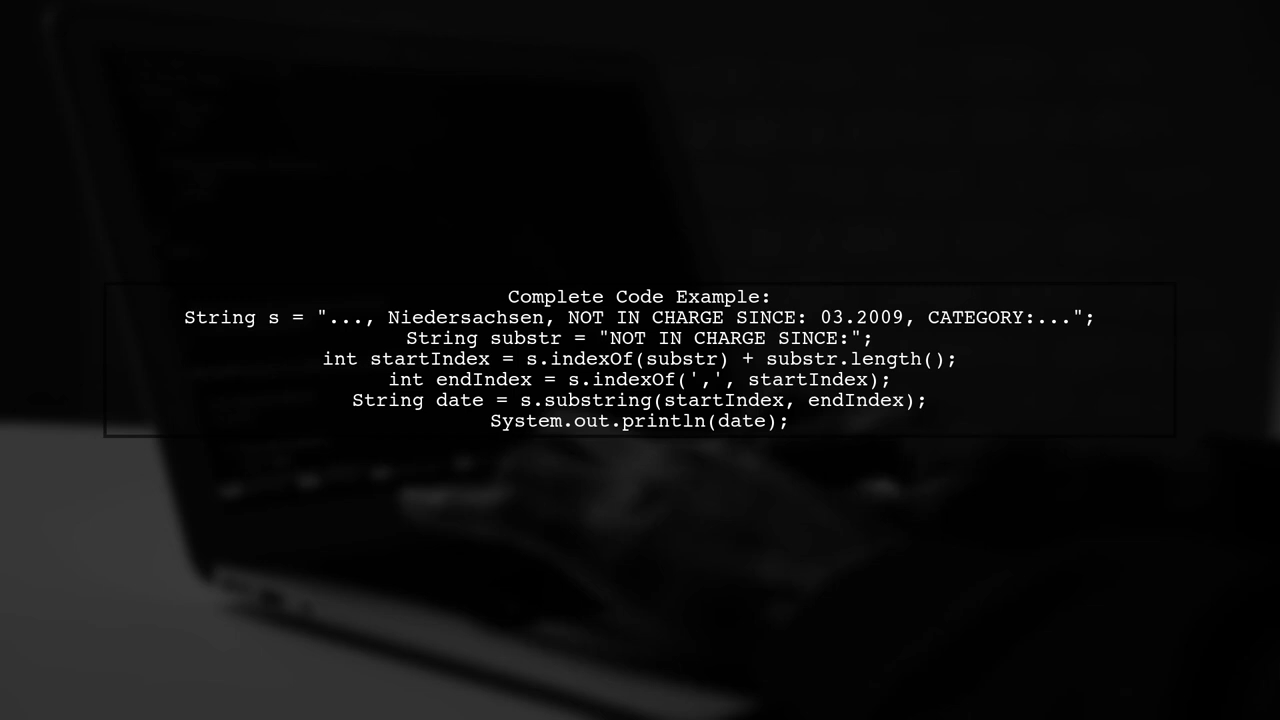 Complete Code Example:
String s = "..., Niedersachsen, NOT IN CHARGE SINCE: 03.2009, CATEGORY:...";
String substr = "NOT IN CHARGE SINCE:";
int startIndex = s.indexOf(substr) + substr.length();
int endIndex = s.indexOf(',', startIndex);
String date = s.substring(startIndex, endIndex);
System.out.println(date);